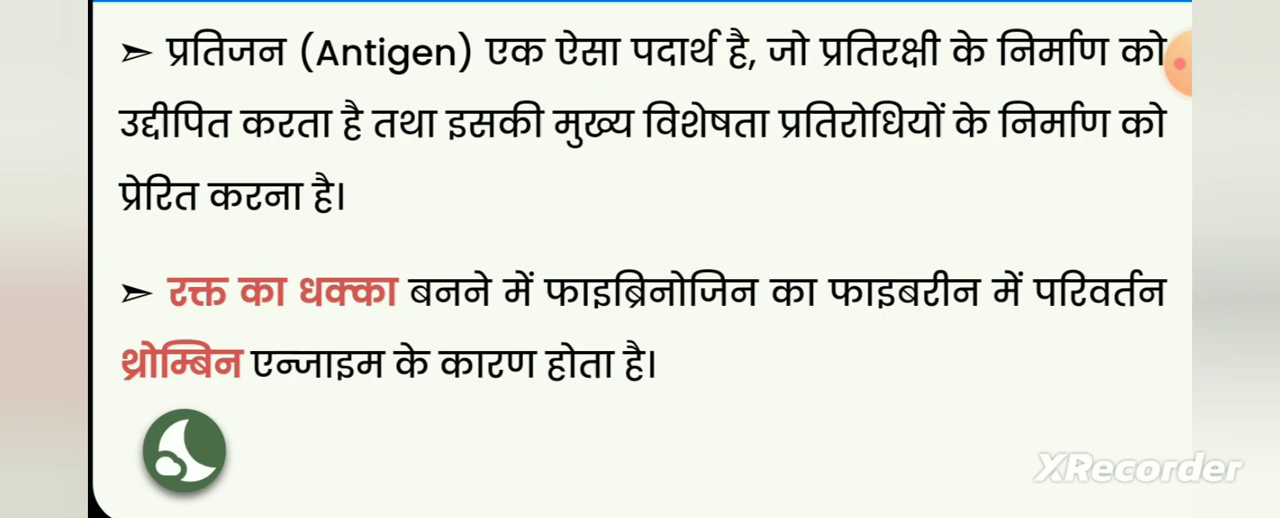 ➣ प्रतिजन (Antigen) एक ऐसा पदार्थ है, जो प्रतिरक्षी के निर्माण को
उद्दीपित करता है तथा इसकी मुख्य विशेषता प्रतिरोधियों के निर्माण को
प्रेरित करना है।
➣ रक्त का धक्का बनने में फाइब्रिनोजिन का फाइबरीन में परिवर्तन
थ्रोम्बिन एन्जाइम के कारण होता है।
XRecorder